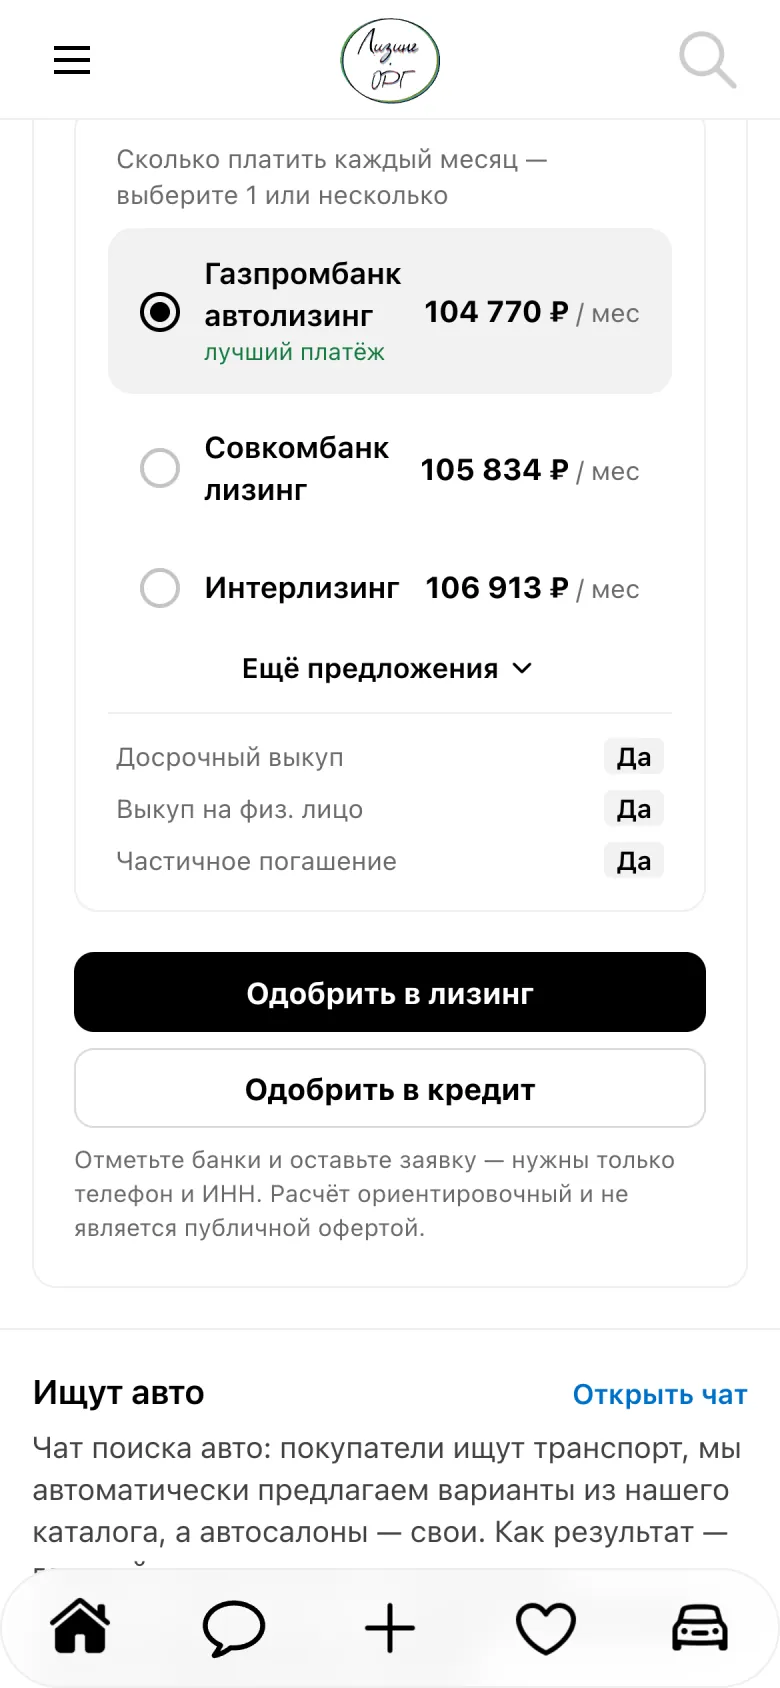 Лизинг
ОРГ
Сколько платить каждый месяц —
выберите 1 или несколько
Газпромбанк
автолизинг
104 770 ₽ / мес
лучший платёж
Совкомбанк
лизинг
105 834 ₽ / мес
Интерлизинг 106 913 ₽ / мес
Ещё предложения
Досрочный выкуп Да
Выкуп на физ. лицо Да
Частичное погашение Да
Одобрить в лизинг
Одобрить в кредит
Отметьте банки и оставьте заявку — нужны только
телефон и ИНН. Расчёт ориентировочный и не
является публичной офертой.
Ищут авто Открыть чат
Чат поиска авто: покупатели ищут транспорт, мы
автоматически предлагаем варианты из нашего
каталога, а автосалоны — свои. Как результат —